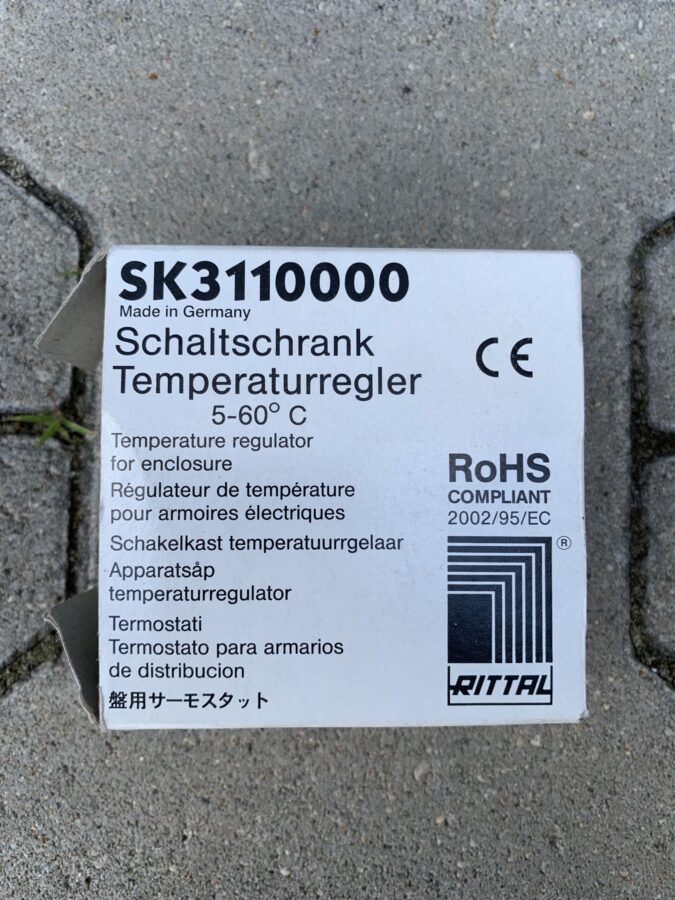 SK3110000
Made in Germany
Schaltschrank
Temperaturregler
5-60° C
Temperature regulator
for enclosure
Régulateur de température
pour armoires électriques
Schakelkast temperatuurrgelaar
Apparatsåp
temperaturregulator
Termostati
Termostato para armarios
de distribucion
盤用サーモスタット
CE
RoHS
COMPLIANT
2002/95/EC
®
RITTAL